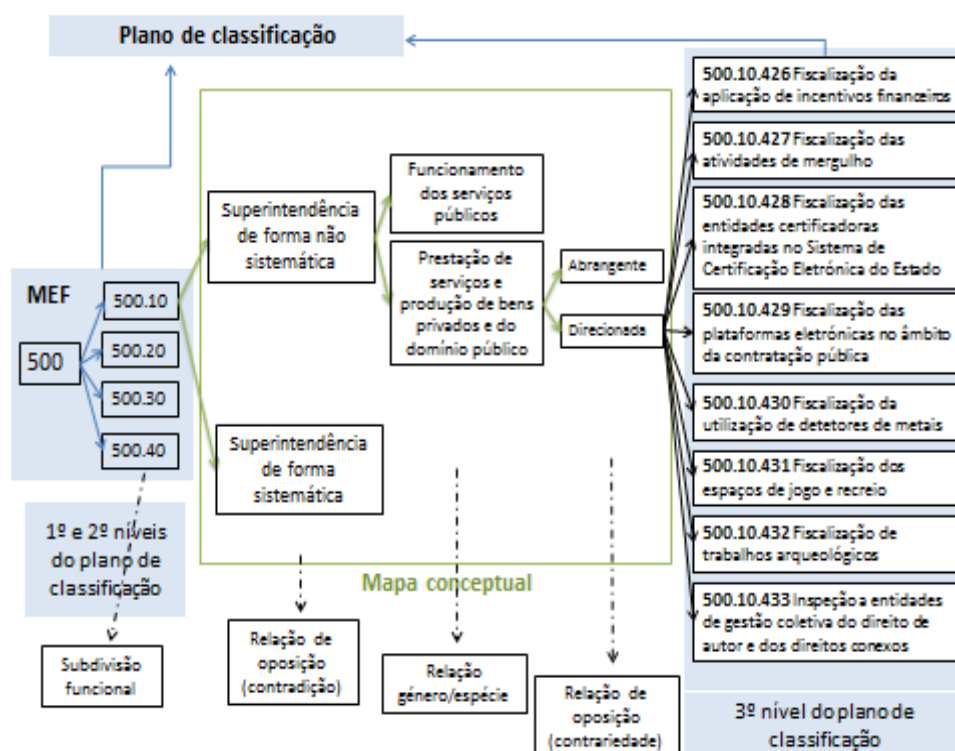 Plano de classificação
500.10.426 Fiscalização da
aplicação de incentivos financeiros
500.10.427 Fiscalização das
atividades de mergulho
500.10.428 Fiscalização das
entidades certificadoras
integradas no Sistema de
Certificação Eletrónica do Estado
500.10.429 Fiscalização das
plataformas eletrónicas no âmbito
da contratação pública
500.10.430 Fiscalização da
utilização de detetores de metais
500.10.431 Fiscalização dos
espaços de jogo e recreio
500.10.432 Fiscalização de
trabalhos arqueológicos
500.10.433 Inspeção a entidades
de gestão coletiva do direito de
autor e dos direitos conexos
3º nível do plano de
classificação
MEF
500
500.10
500.20
500.30
500.40
1º e 2º níveis
do plano de
classificação
Superintendência
de forma não
sistemática
Superintendência
de forma
sistemática
Funcionamento
dos serviços
públicos
Prestação de
serviços e
produção de bens
privados e do
domínio público
Abrangente
Direcionada
Mapa conceptual
Subdivisão
funcional
Relação de
oposição
(contradição)
Relação
género/espécie
Relação de
oposição
(contrariedade)